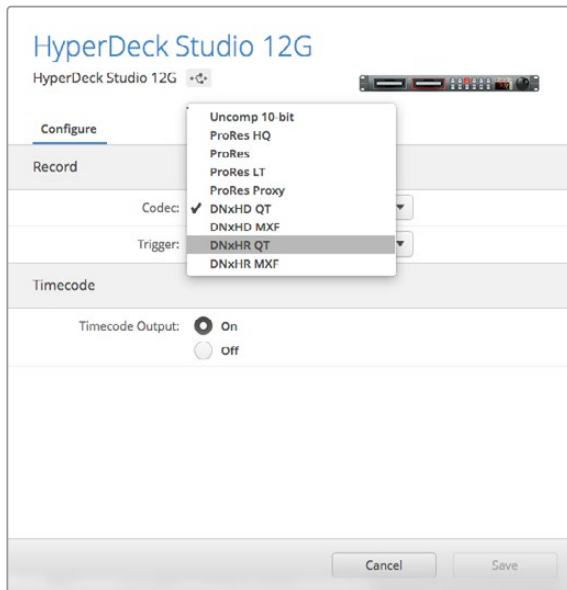 HyperDeck Studio 12G
HyperDeck Studio 12G
Configure
Record
Codec:
Uncomp 10-bit
ProRes HQ
ProRes
ProRes LT
ProRes Proxy
✔ DNxHD QT
DNxHD MXF
DNxHR QT
DNxHR MXF
Trigger:
Timecode
Timecode Output:
On
Off
Cancel
Save